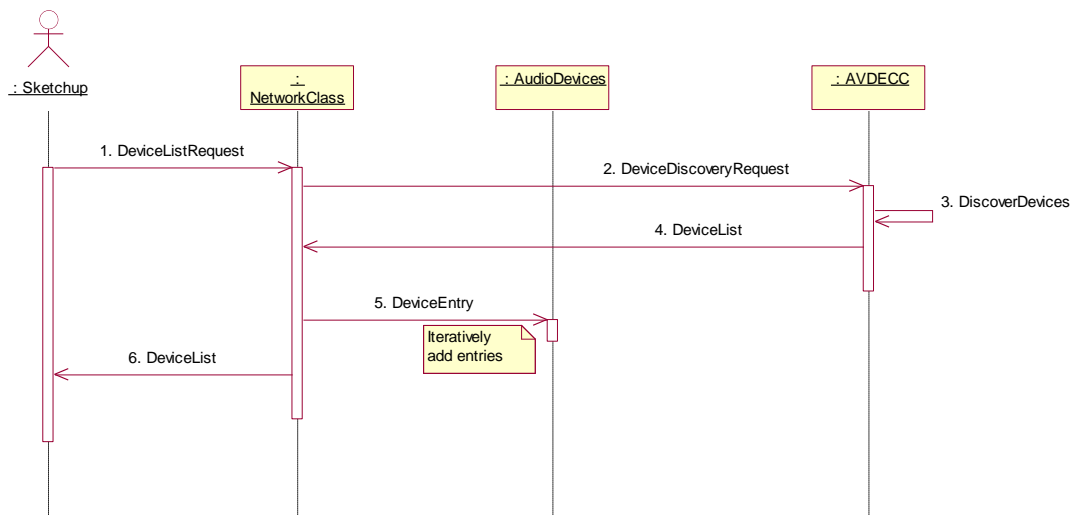 : Sketchup
:
NetworkClass
: AudioDevices
: AVDECC
1. DeviceListRequest
2. DeviceDiscoveryRequest
3. DiscoverDevices
4. DeviceList
5. DeviceEntry
Iteratively
add entries
6. DeviceList